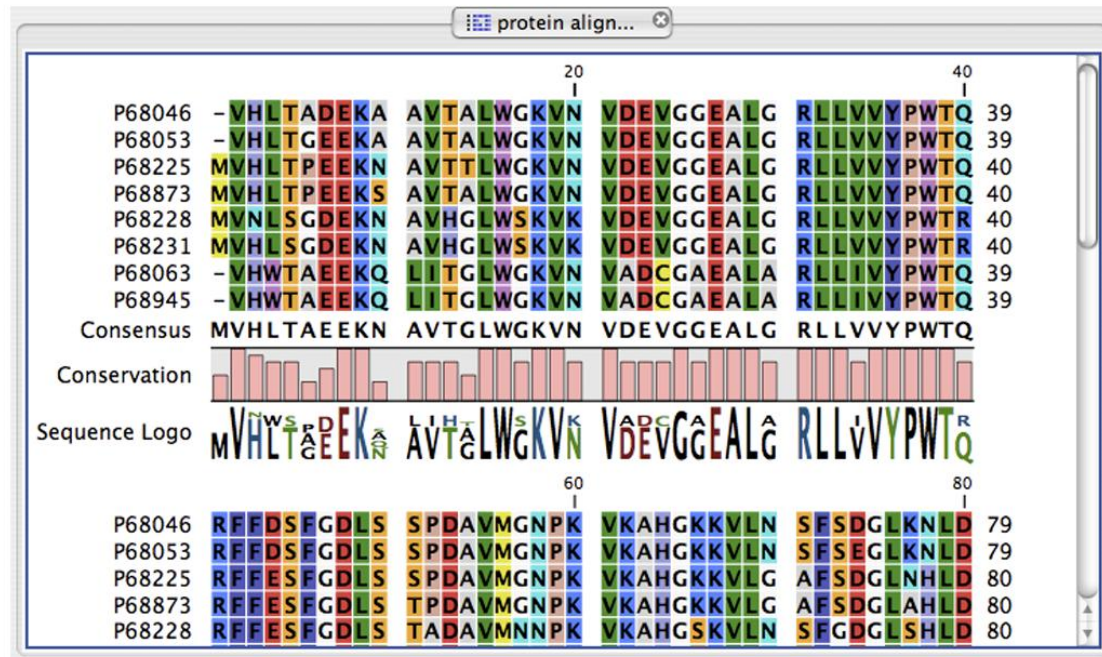 protein align...
20 40
P68046 -VHLTADEKA AVTALWGKVN VDEVGGEALG RLLVVYPWTQ 39
P68053 -VHLTGEEKA AVTALWGKVN VDEVGGEALG RLLVVYPWTQ 39
P68225 MVHLTPEEKN AVTTLWGKVN VDEVGGEALG RLLVVYPWTQ 40
P68873 MVHLTPEEKS AVTALWGKVN VDEVGGEALG RLLVVYPWTQ 40
P68228 MVNLSGDEKN AVHGLWSKVK VDEVGGEALG RLLVVYPWTR 40
P68231 MVHLSGDEKN AVHGLWSKVK VDEVGGEALG RLLVVYPWTR 40
P68063 -VHWTAEEKQ LITGLWGKVN VADCGAEALA RLLIVYPWTQ 39
P68945 -VHWTAEEKQ LITGLWGKVN VADCGAEALA RLLIVYPWTQ 39
Consensus MVHLTAEEKN AVTGLWGKVN VDEVGGEALG RLLVVYPWTQ
Conservation
Sequence Logo MVHLTGEEKN AVTGLWGKVN VDEVGGEALG RLLVVYPWTQ
60 80
P68046 RFFDSFGDLS SPDAVMGNPK VKAHGKKVLN SFSDGLKNLD 79
P68053 RFFDSFGDLS SPDAVMGNPK VKAHGKKVLN SFSEGLKNLD 79
P68225 RFFESFGDLS SPDAVMGNPK VKAHGKKVLG AFSDGLNHLD 80
P68873 RFFESFGDLS TPDAVMGNPK VKAHGKKVLG AFSDGLAHLD 80
P68228 RFFESFGDLS TADAVMNNPK VKAHGSKVLN SFGDGLSHLD 80